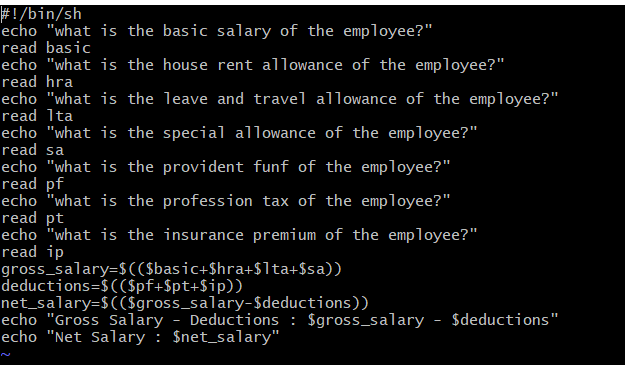 #!/bin/sh
echo "what is the basic salary of the employee?"
read basic
echo "what is the house rent allowance of the employee?"
read hra
echo "what is the leave and travel allowance of the employee?"
read lta
echo "what is the special allowance of the employee?"
read sa
echo "what is the provident funf of the employee?"
read pf
echo "what is the profession tax of the employee?"
read pt
echo "what is the insurance premium of the employee?"
read ip
gross_salary=$(($basic+$hra+$lta+$sa))
deductions=$(($pf+$pt+$ip))
net_salary=$(($gross_salary-$deductions))
echo "Gross Salary - Deductions : $gross_salary - $deductions"
echo "Net Salary : $net_salary"
~